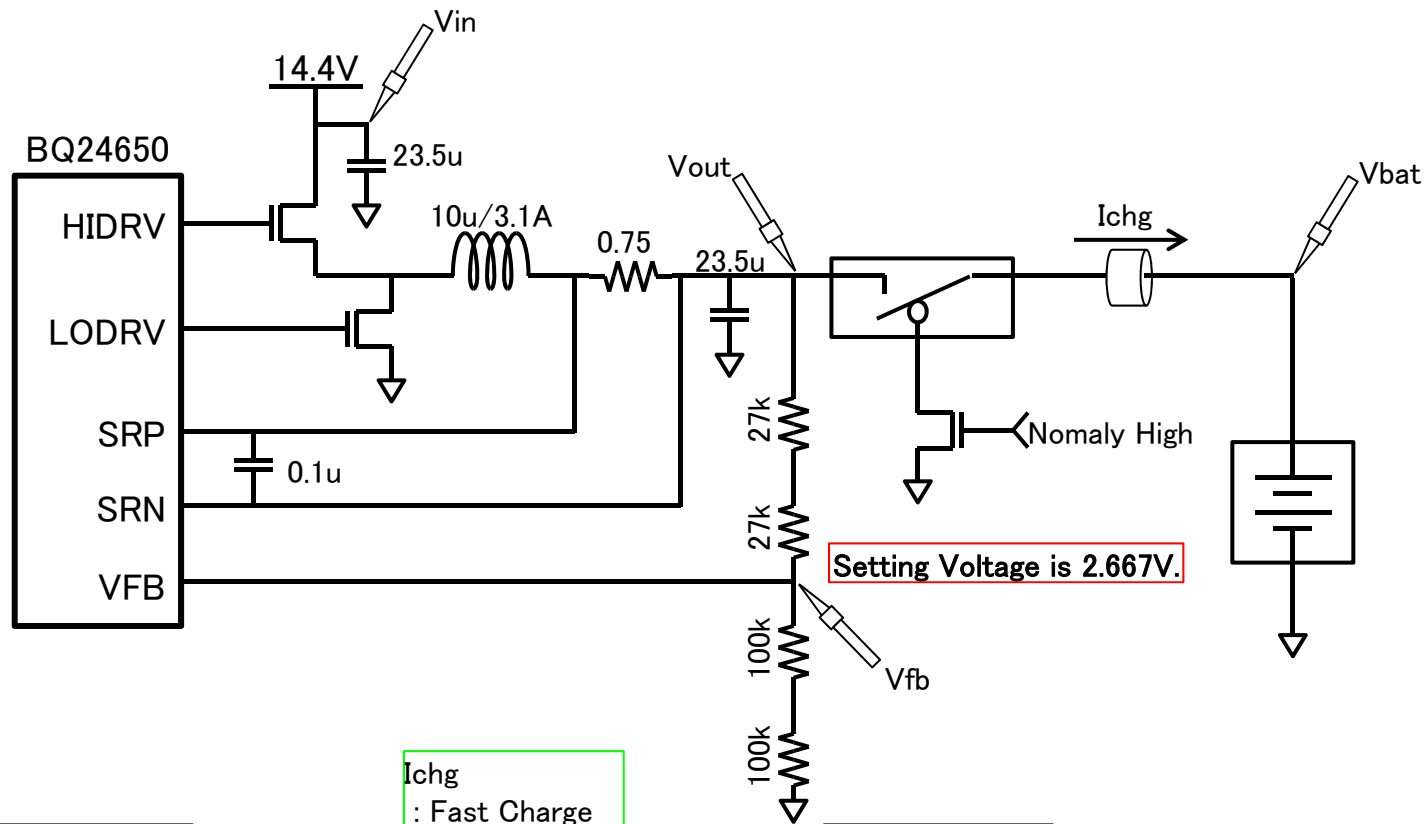 Vin
14.4V
BQ24650
23.5u
Vout
Vbat
HIDRV
10u/3.1A
Ichg
0.75
23.5u
LODRV
27k
SRP
Nomaly High
0.1u
SRN
27k
Setting Voltage is 2.667V.
VFB
100k
Vfb
100k
Ichg
: Fast Charge